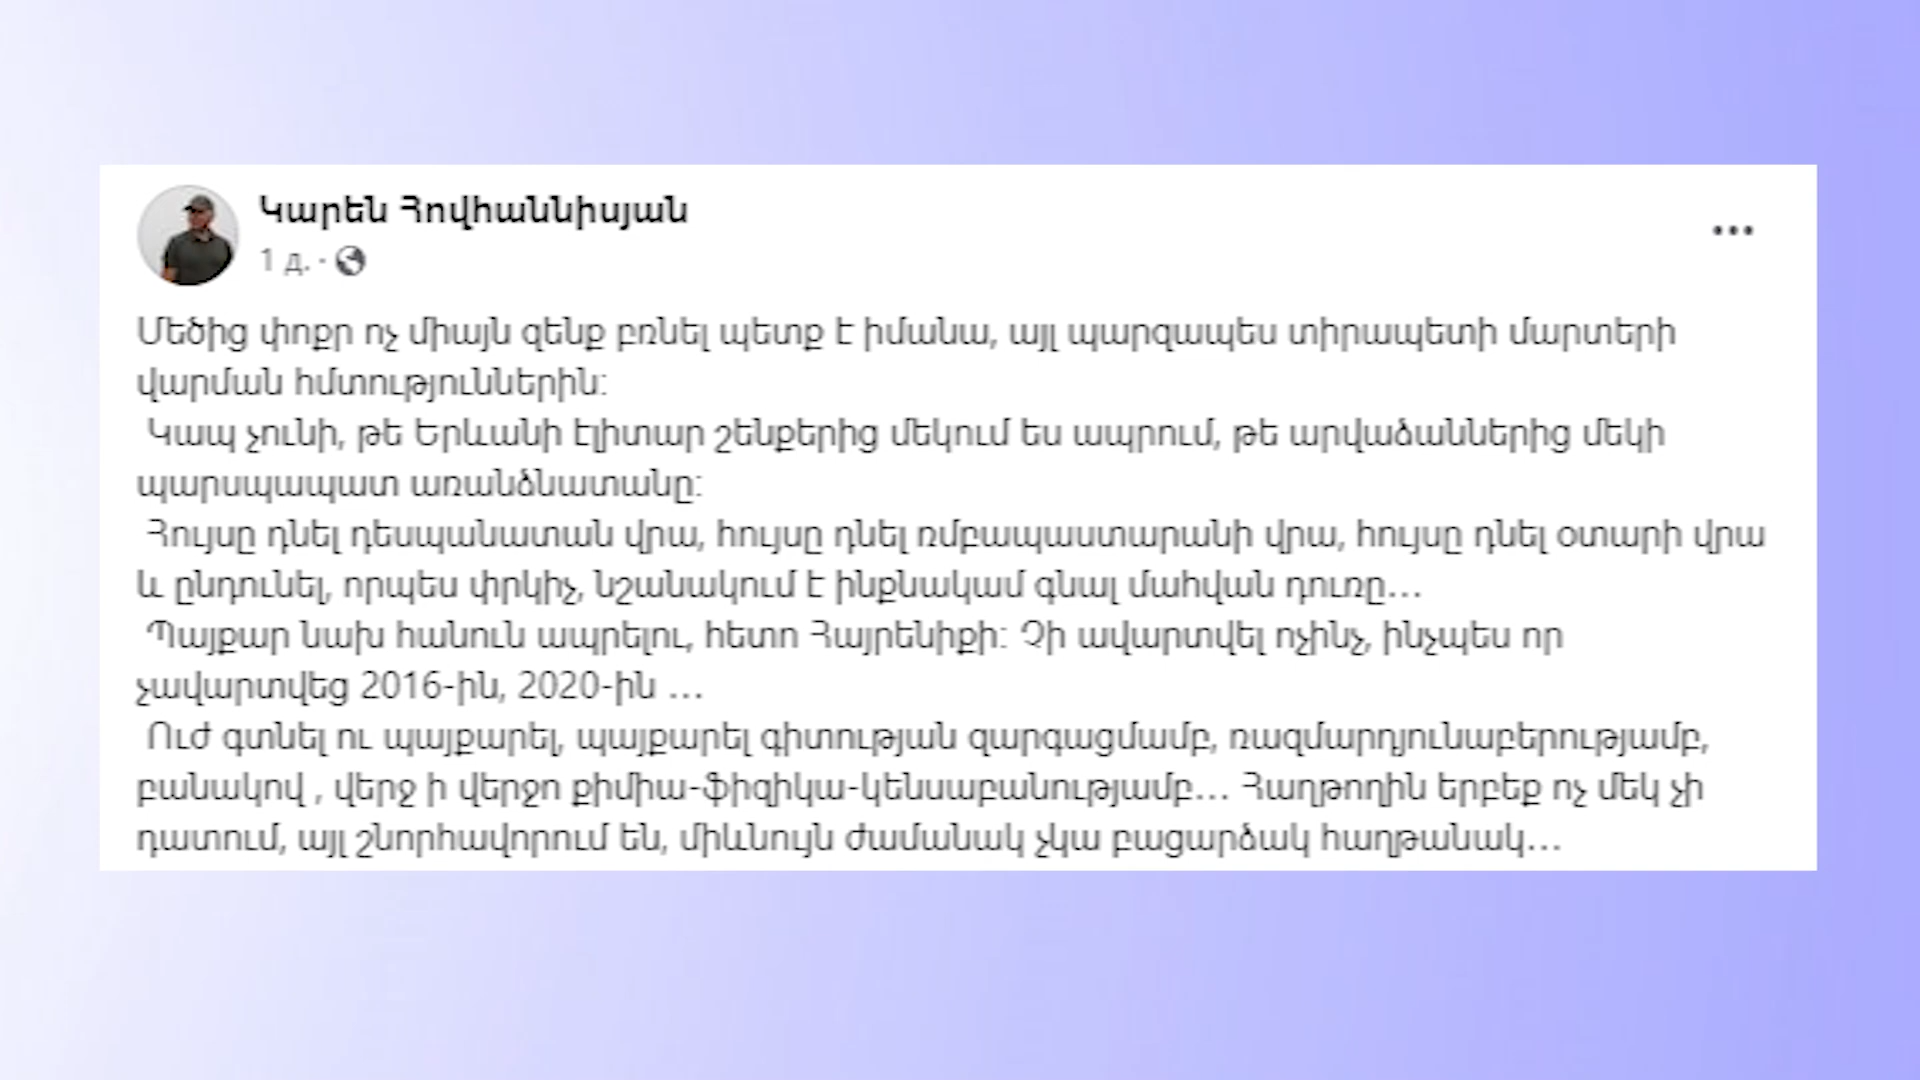 Կարեն Հովհաննիսյան
1 д. ·
Մեծից փոքր ոչ միայն զենք բռնել պետք է իմանա, այլ պարզապես տիրապետի մարտերի
վարման հմտություններին։
Կապ չունի, թե Երևանի էլիտար շենքերից մեկում ես ապրում, թե արվաձաններից մեկի
պարսպապատ առանձնատանը։
Հույսը դնել դեսպանատան վրա, հույսը դնել ռմբապաստարանի վրա, հույսը դնել օտարի վրա
և ընդունել, որպես փրկիչ, նշանակում է ինքնակամ գնալ մահվան դուռը…
Պայքար նախ հանուն ապրելու, հետո Հայրենիքի։ Չի ավարտվել ոչինչ, ինչպես որ
չավարտվեց 2016-ին, 2020-ին …
Ուժ գտնել ու պայքարել, պայքարել գիտության զարգացմամբ, ռազմարդյունաբերությամբ,
բանակով , վերջ ի վերջո քիմիա-ֆիզիկա-կենսաբանությամբ… Հաղթողին երբեք ոչ մեկ չի
դատում, այլ շնորհավորում են, միևնույն ժամանակ չկա բացարձակ հաղթանակ…